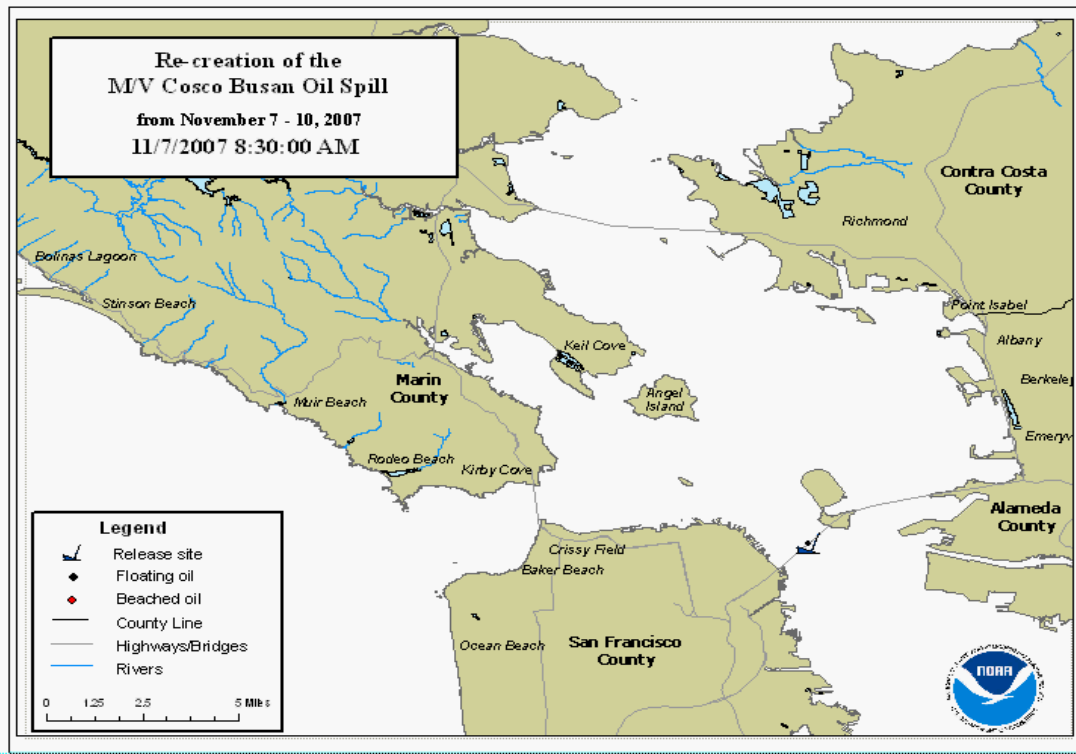 Re-creation of the
M/V Cosco Busan Oil Spill
from November 7 - 10, 2007
11/7/2007 8:30:00 AM
Contra Costa
County
Richmond
Bolinas Lagoon
Stinson Beach
Point Isabel
Albany
Keil Cove
Marin
County
Angel
Island
Berkeley
Muir Beach
Emeryv
Rodeo Beach
Kirby Cove
Alameda
County
Crissy Field
Baker Beach
Ocean Beach
San Francisco
County
Legend
Release site
Floating oil
Beached oil
County Line
Highways/Bridges
Rivers
0 1.25 2.5 5 Miles
NOAA